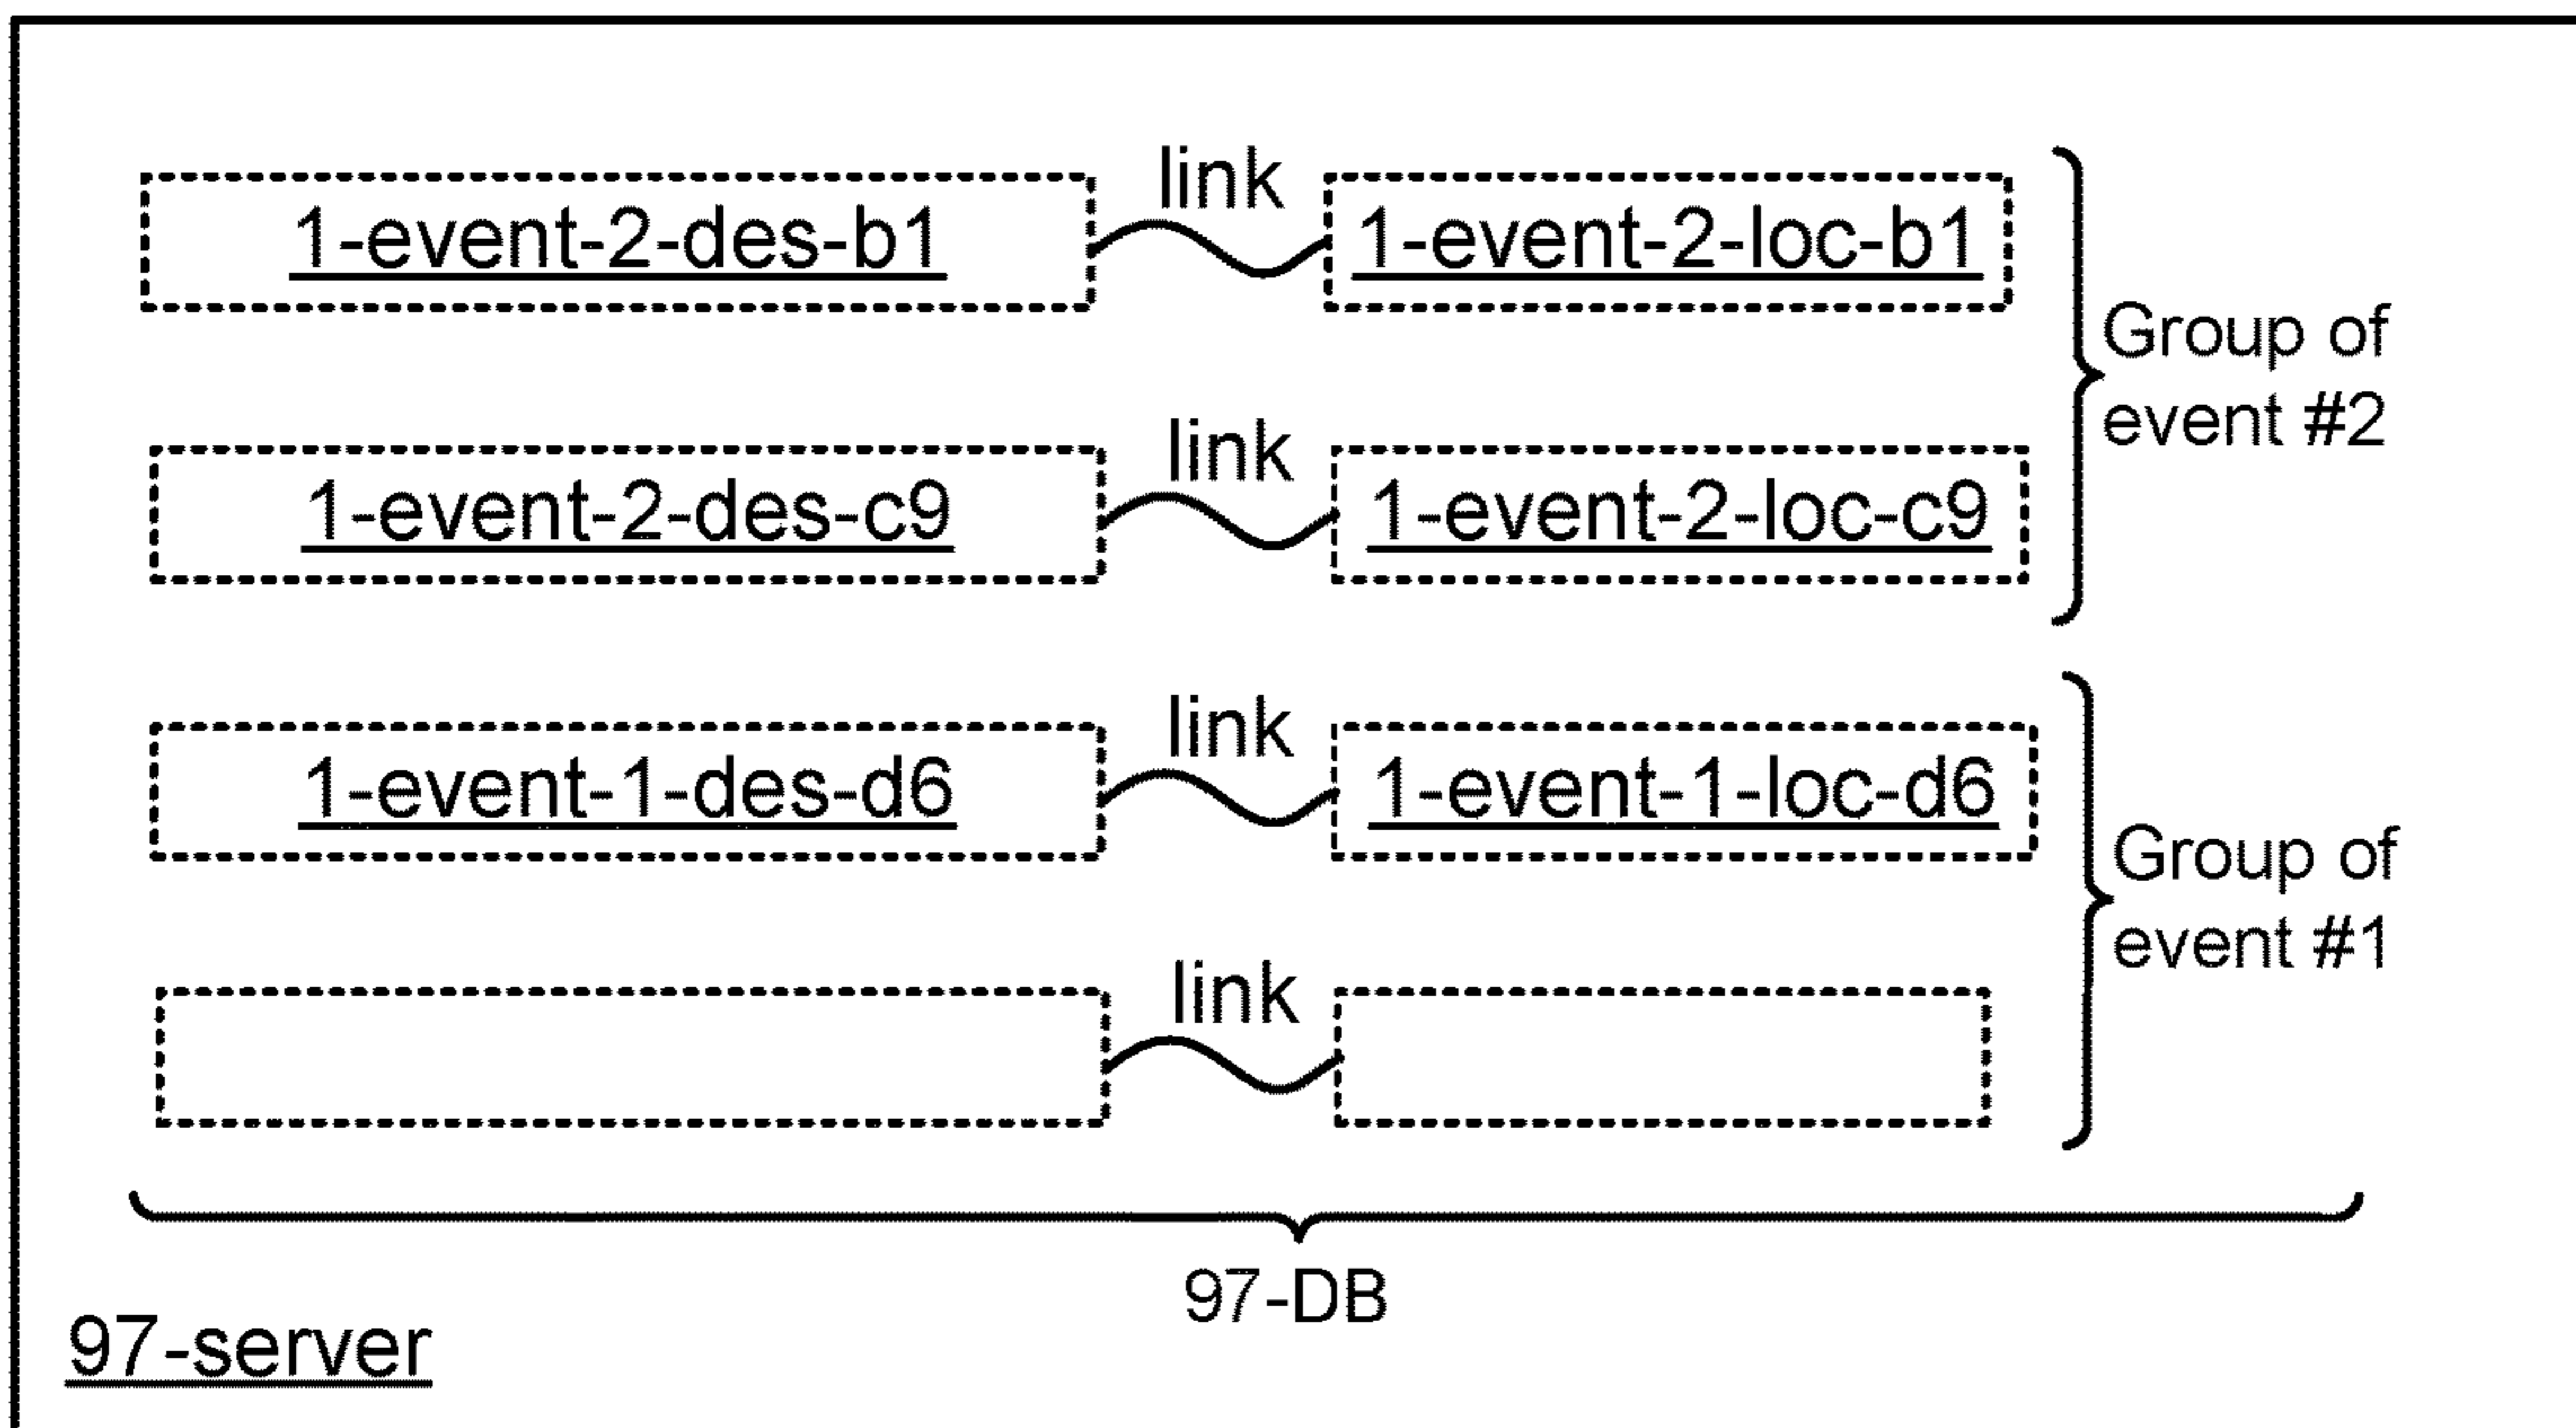 link
1-event-2-des-b1
1-event-2-loc-b1
Group of
event #2
link
1-event-2-des-c9
1-event-2-loc-c9
link
1-event-1-des-d6
1-event-1-loc-d6
Group of
event #1
link
97-DB
97-server